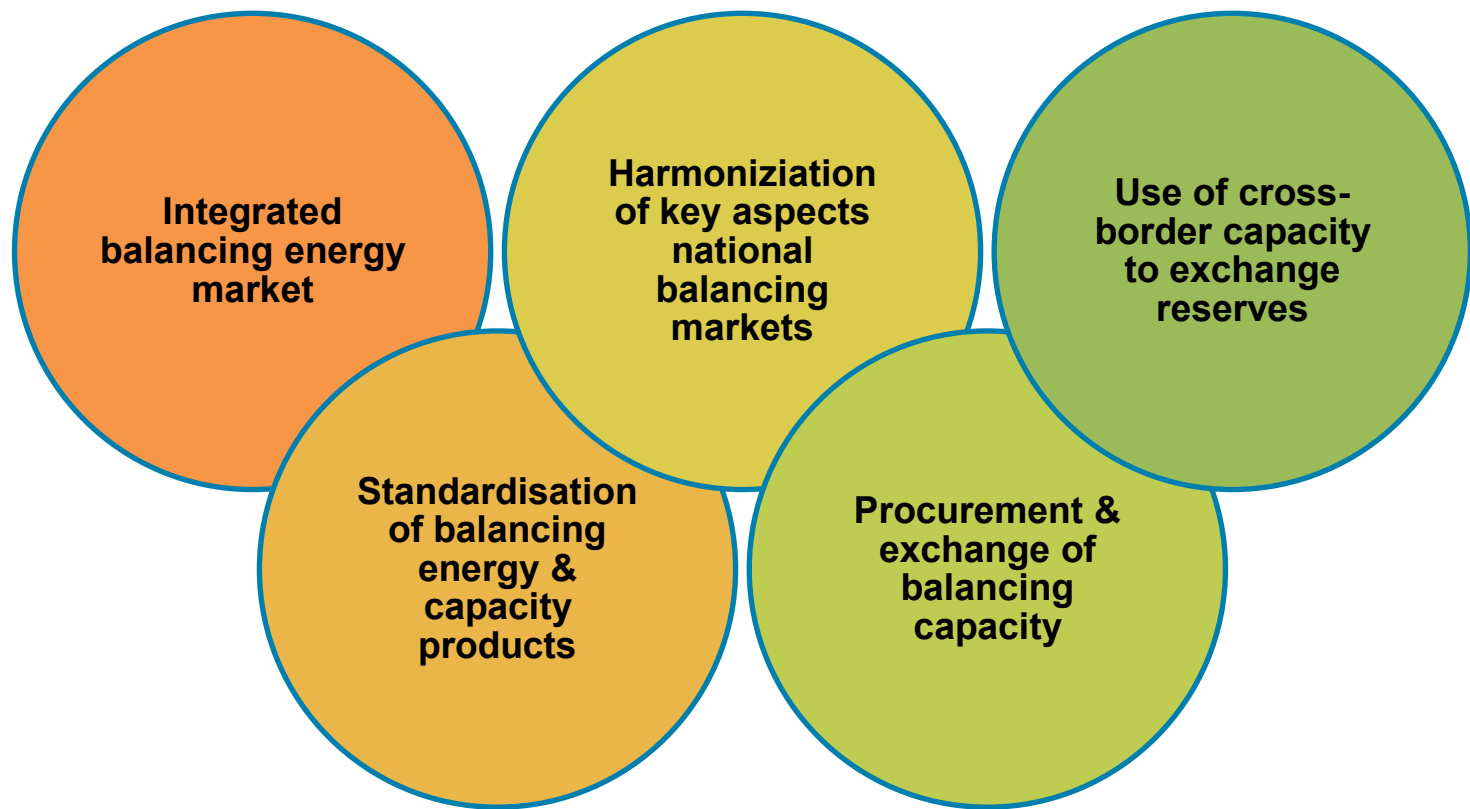 Integrated
balancing energy
market
Standardisation
of balancing
energy &
capacity
products
Harmoniziation
of key aspects
national
balancing
markets
Procurement &
exchange of
balancing
capacity
Use of cross-
border capacity
to exchange
reserves